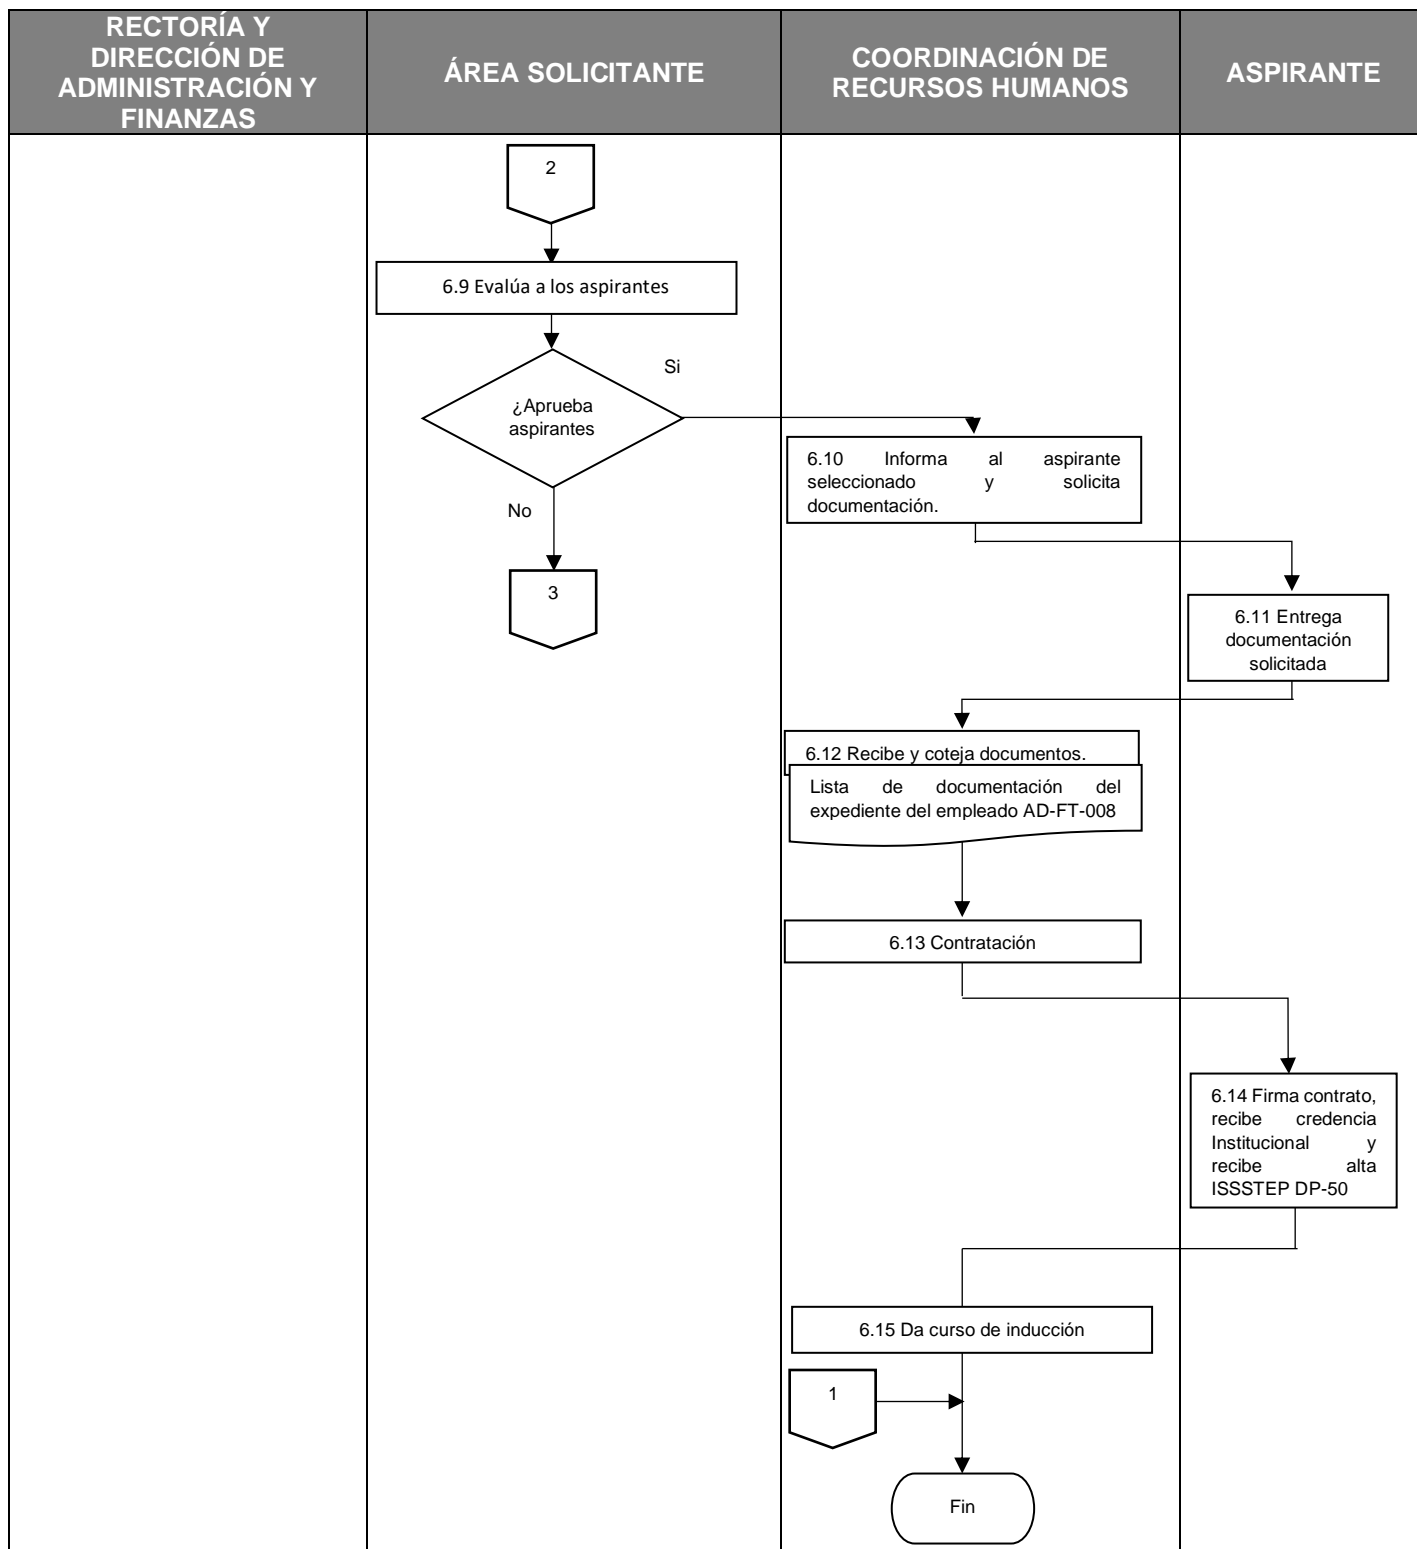 RECTORÍA Y
DIRECCIÓN DE
ADMINISTRACIÓN Y
FINANZAS
ÁREA SOLICITANTE
COORDINACIÓN DE
RECURSOS HUMANOS
ASPIRANTE
2
6.9 Evalúa a los aspirantes
Si
¿Aprueba
aspirantes
6.10 Informa al aspirante
seleccionado y solicita
documentación.
No
3
6.11 Entrega
documentación
solicitada
6.12 Recibe y coteja documentos.
Lista de documentación del
expediente del empleado AD-FT-008
6.13 Contratación
6.14 Firma contrato,
recibe credencia
Institucional y
recibe alta
ISSSTEP DP-50
6.15 Da curso de inducción
1
Fin